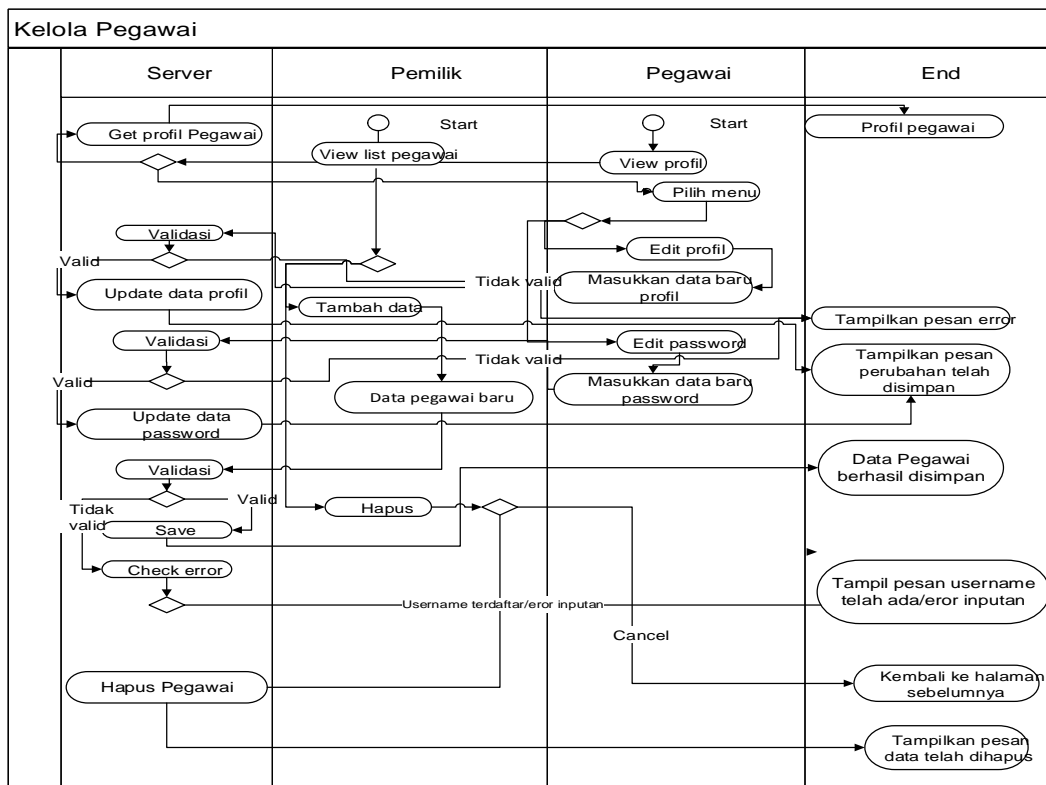 Kelola Pegawai
Server
Pemilik
Pegawai
End
Get profil Pegawai
Start
Start
Profil pegawai
View list pegawai
View profil
Pilih menu
Validasi
Edit profil
Valid
Tidak valid
Masukkan data baru
profil
Update data profil
Tambah data
Tampilkan pesan error
Validasi
Edit password
Tidak valid
Tampilkan pesan
perubahan telah
disimpan
Valid
Masukkan data baru
password
Data pegawai baru
Update data
password
Validasi
Data Pegawai
berhasil disimpan
Valid
Tidak
valid
Hapus
Save
Check error
Tampil pesan username
telah ada/eror inputan
Username terdaftar/eror inputan
Cancel
Hapus Pegawai
Kembali ke halaman
sebelumnya
Tampilkan pesan
data telah dihapus